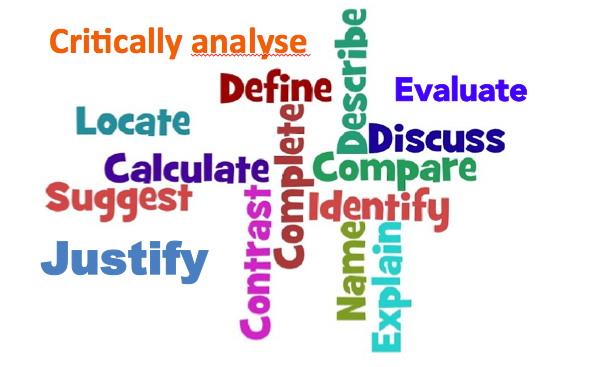 Critically analyse
Describe
Define
Evaluate
Locate
Complete
Discuss
Calculate
Compare
Suggest
Contrast
Identify
Justify
Name
Explain